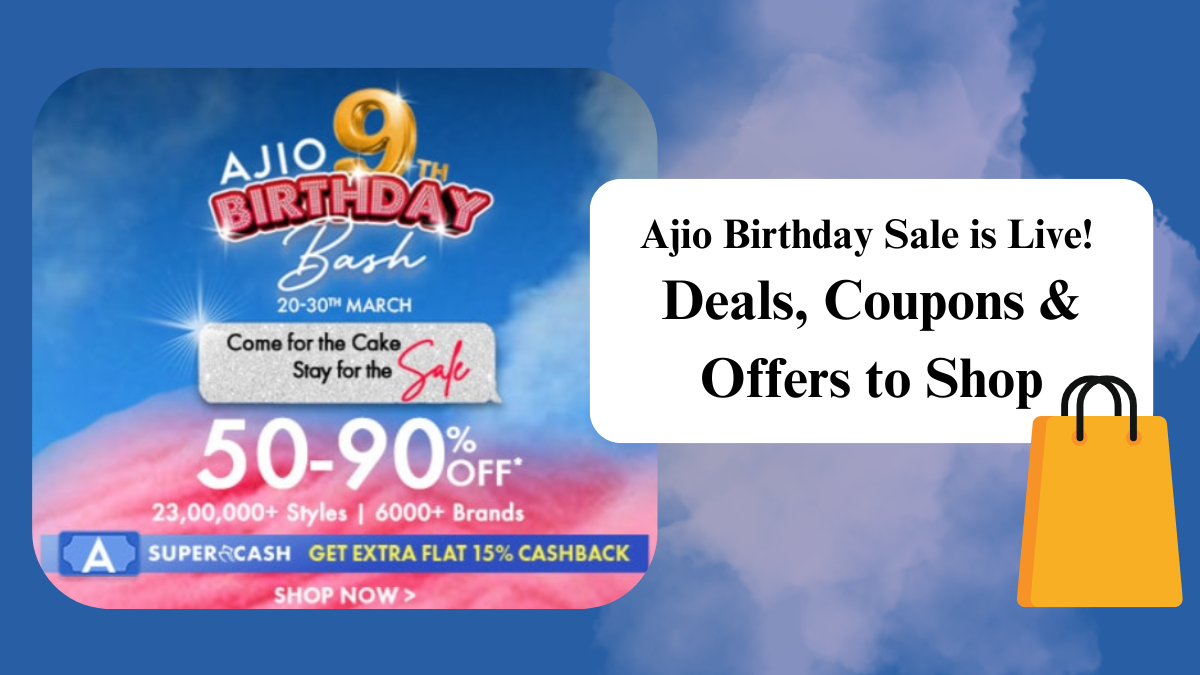 AJIO 9TH
BIRTHDAY
Bash
20-30TH MARCH
Come for the Cake
Stay for the Sale
50-90% OFF*
23,00,000+ Styles | 6000+ Brands
A SUPERCASH GET EXTRA FLAT 15% CASHBACK
SHOP NOW >
Ajio Birthday Sale is Live!
Deals, Coupons &
Offers to Shop